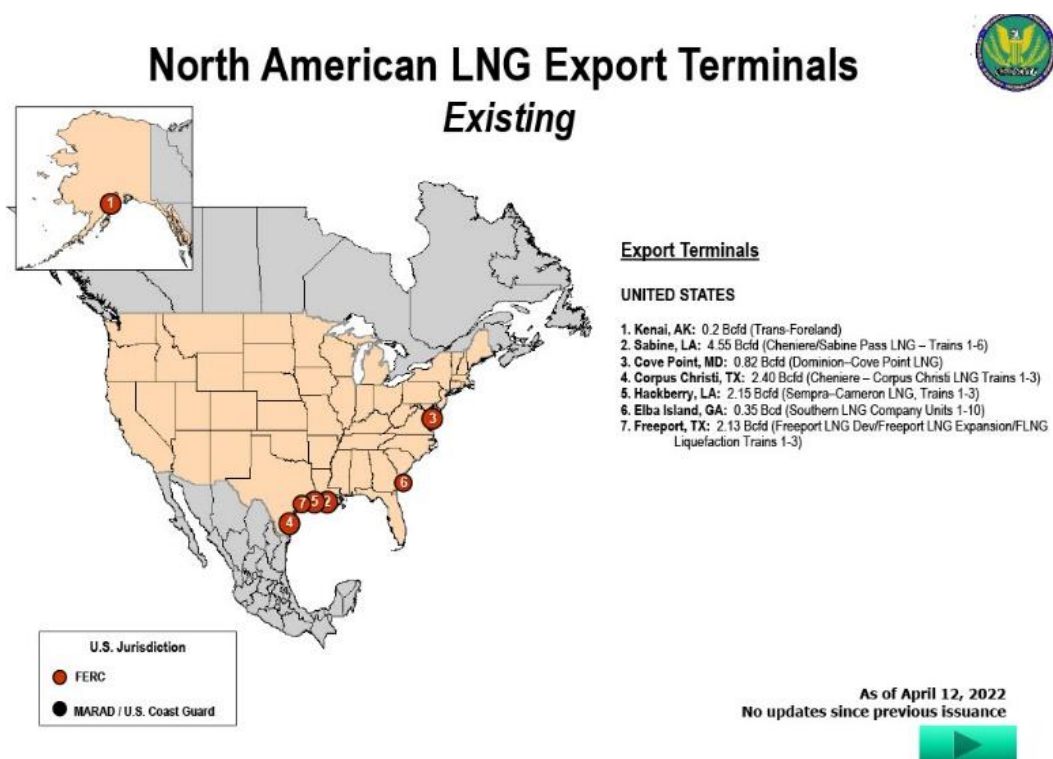 North American LNG Export Terminals
Existing
1
Export Terminals
UNITED STATES
1. Kenai, AK: 0.2 Bcfd (Trans-Foreland)
2. Sabine, LA: 4.55 Bcfd (Cheniere/Sabine Pass LNG – Trains 1-6)
3. Cove Point, MD: 0.82 Bcfd (Dominion–Cove Point LNG)
4. Corpus Christi, TX: 2.40 Bcfd (Cheniere – Corpus Christi LNG Trains 1-3)
5. Hackberry, LA: 2.15 Bcfd (Sempra–Cameron LNG, Trains 1-3)
6. Elba Island, GA: 0.35 Bcd (Southern LNG Company Units 1-10)
7. Freeport, TX: 2.13 Bcfd (Freeport LNG Dev/Freeport LNG Expansion/FLNG
Liquefaction Trains 1-3)
3
6
7 5 2
4
U.S. Jurisdiction
FERC
MARAD / U.S. Coast Guard
As of April 12, 2022
No updates since previous issuance